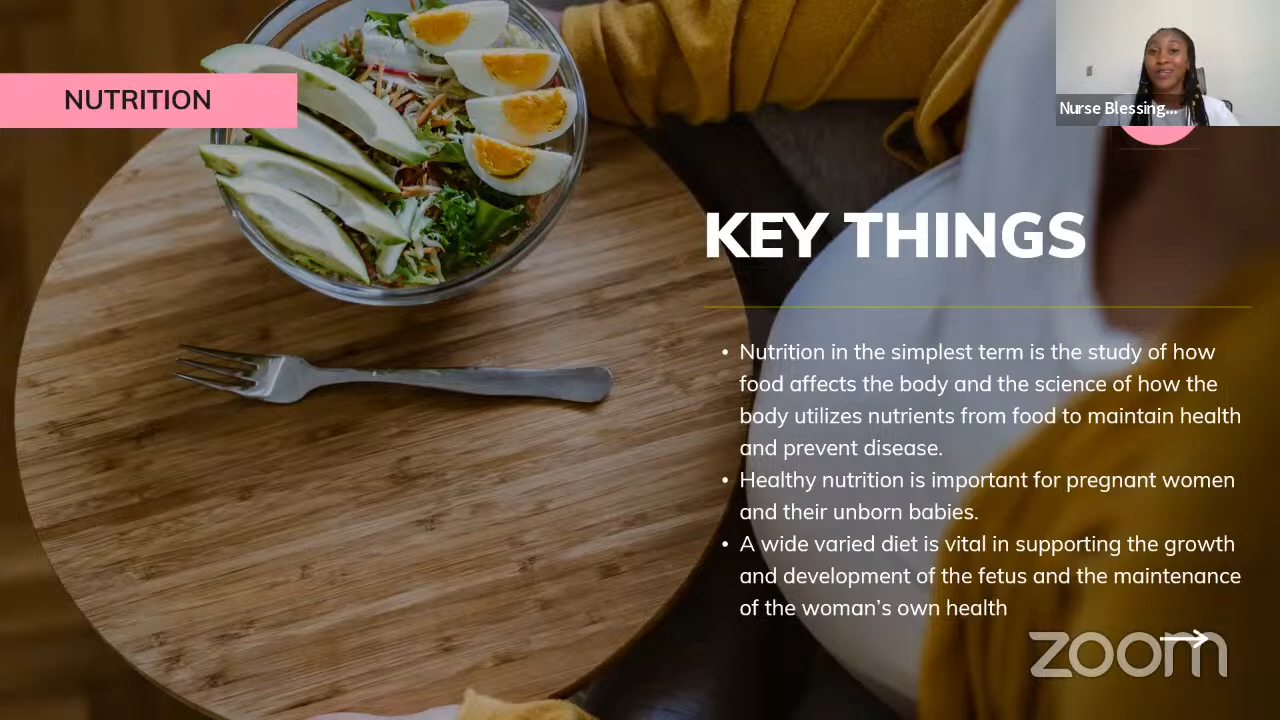 NUTRITION
Nurse Blessing...
KEY THINGS
• Nutrition in the simplest term is the study of how
food affects the body and the science of how the
body utilizes nutrients from food to maintain health
and prevent disease.
• Healthy nutrition is important for pregnant women
and their unborn babies.
• A wide varied diet is vital in supporting the growth
and development of the fetus and the maintenance
of the woman’s own health
zoom